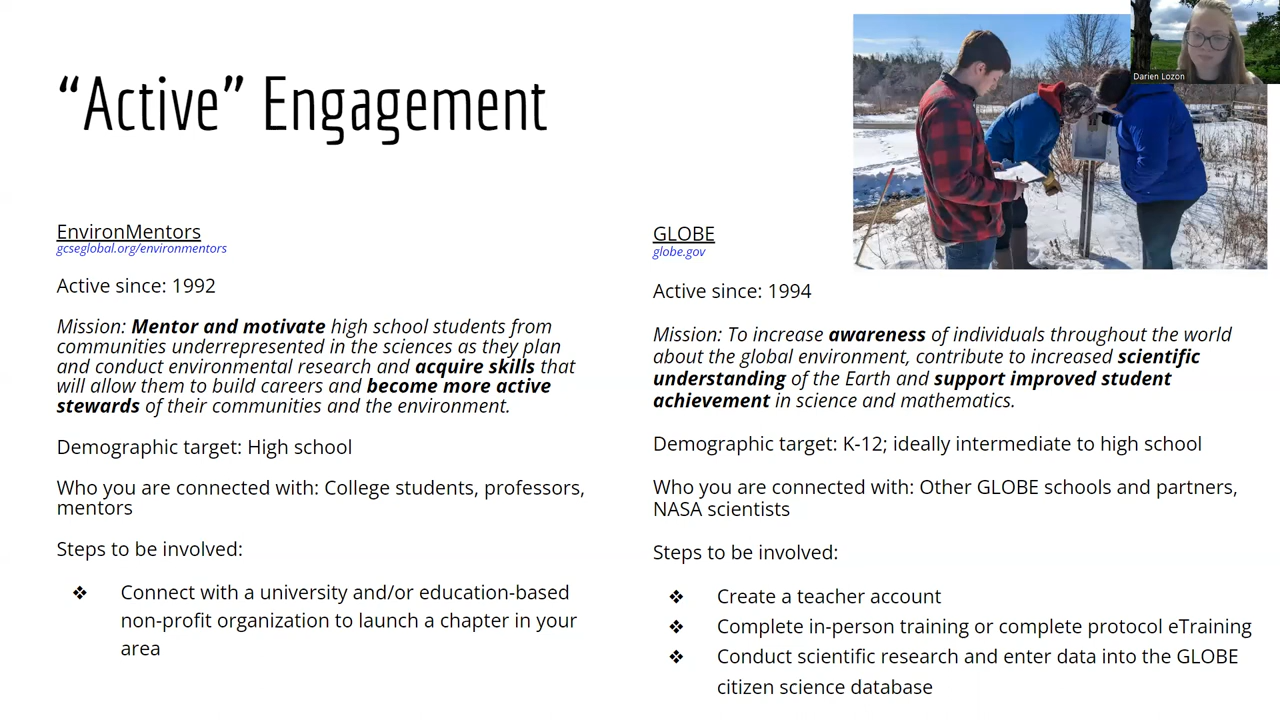 “Active” Engagement
Darien Lozon
EnvironMentors
gcseglobal.org/environmentors
Active since: 1992
Mission: Mentor and motivate high school students from
communities underrepresented in the sciences as they plan
and conduct environmental research and acquire skills that
will allow them to build careers and become more active
stewards of their communities and the environment.
Demographic target: High school
Who you are connected with: College students, professors,
mentors
Steps to be involved:
❖ Connect with a university and/or education-based
non-profit organization to launch a chapter in your
area
GLOBE
globe.gov
Active since: 1994
Mission: To increase awareness of individuals throughout the world
about the global environment, contribute to increased scientific
understanding of the Earth and support improved student
achievement in science and mathematics.
Demographic target: K-12; ideally intermediate to high school
Who you are connected with: Other GLOBE schools and partners,
NASA scientists
Steps to be involved:
❖ Create a teacher account
❖ Complete in-person training or complete protocol eTraining
❖ Conduct scientific research and enter data into the GLOBE
citizen science database